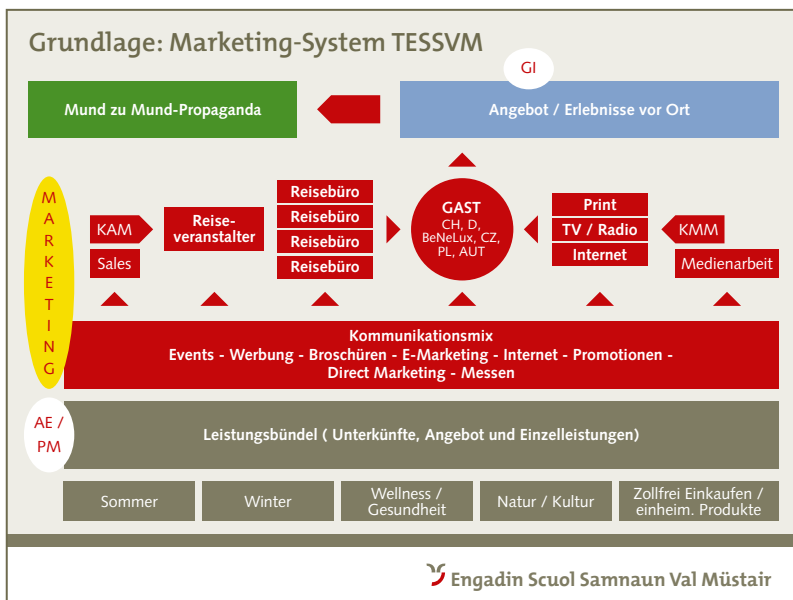 Grundlage: Marketing-System TESSVM
GI
Mund zu Mund-Propaganda
Angebot / Erlebnisse vor Ort
MARKETING
KAM
Sales
Reise-
veranstalter
Reisebüro
Reisebüro
Reisebüro
Reisebüro
GAST
CH, D,
BeNeLux, CZ,
PL, AUT
Print
TV / Radio
Internet
KMM
Medienarbeit
Kommunikationsmix
Events - Werbung - Broschüren - E-Marketing - Internet - Promotionen -
Direct Marketing - Messen
AE /
PM
Leistungsbündel ( Unterkünfte, Angebot und Einzelleistungen)
Sommer
Winter
Wellness /
Gesundheit
Natur / Kultur
Zollfrei Einkaufen /
einheim. Produkte
Engadin Scuol Samnaun Val Müstair